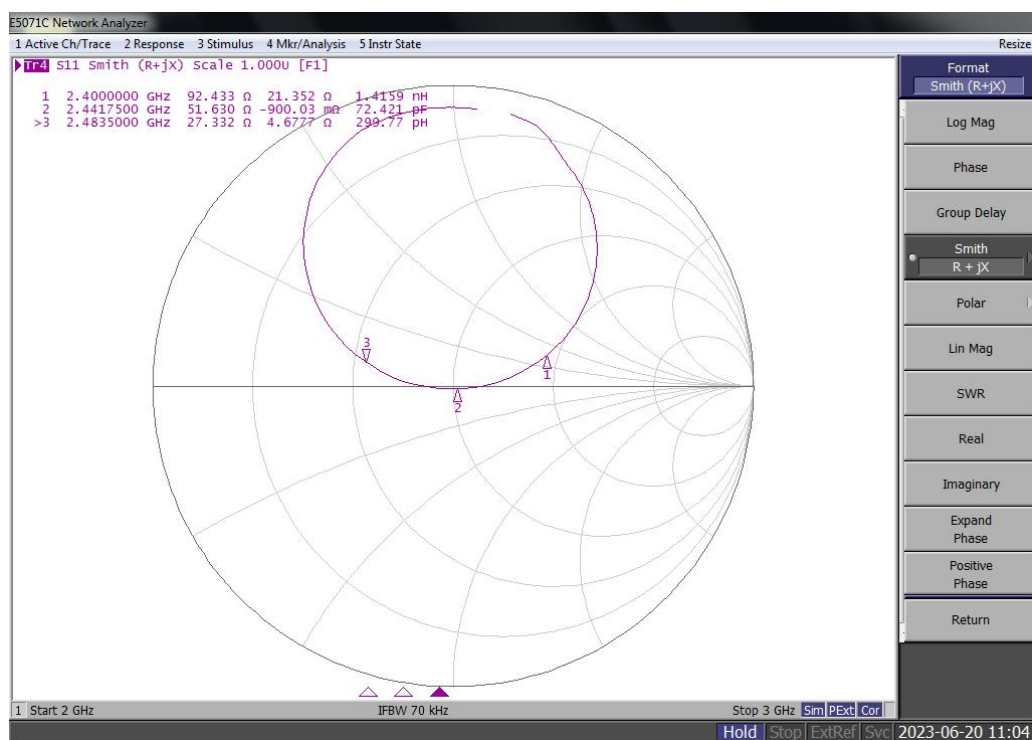 E5071C Network Analyzer
1 Active Ch/Trace 2 Response 3 Stimulus 4 Mkr/Analysis 5 Instr State
Resize
Tr4 S11 Smith (R+jX) Scale 1.000U [F1]
1 2.4000000 GHz 92.433 Ω 21.352 Ω 1.4159 nH
2 2.4417500 GHz 51.630 Ω -900.03 mΩ 72.421 pF
>3 2.4835000 GHz 27.332 Ω 4.6777 Ω 299.77 pH
3
1
2
Format
Smith (R+jX)
Log Mag
Phase
Group Delay
Smith
R + jX
Polar
Lin Mag
SWR
Real
Imaginary
Expand
Phase
Positive
Phase
Return
1 Start 2 GHz
IFBW 70 kHz
Stop 3 GHz Sim PExt Cor
Hold Stop ExtRef Svc 2023-06-20 11:04